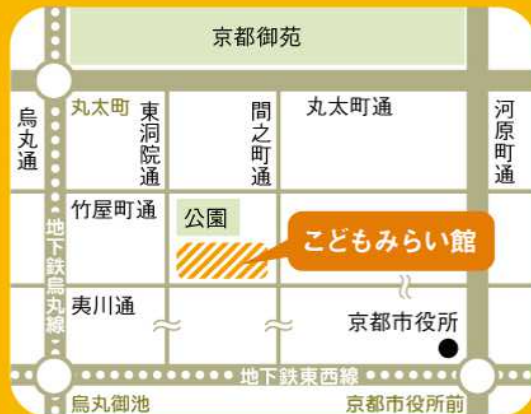 京都御苑
烏丸通
丸太町
東洞院通
間之町通
丸太町通
河原町通
竹屋町通
公園
こどもみらい館
地下鉄烏丸線
夷川通
京都市役所
地下鉄東西線
烏丸御池
京都市役所前